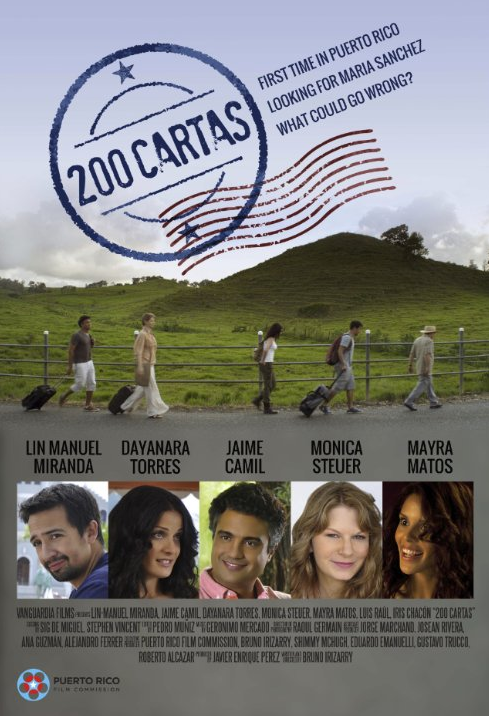 FIRST TIME IN PUERTO RICO
LOOKING FOR MARIA SANCHEZ
WHAT COULD GO WRONG?
200 CARTAS
LIN MANUEL
MIRANDA
DAYANARA
TORRES
JAIME
CAMIL
MONICA
STEUER
MAYRA
MATOS
VANGUARDIA FILMS LIN-MANUEL MIRANDA, JAIME CAMIL, DAYANARA TORRES, MONICA STEUER, MAYRA MATOS, LUIS RAÚL, IRIS CHACÓN "200 CARTAS"
SIG DE MIGUEL, STEPHEN VINCENT PEDRO MUÑIZ GERONIMO MERCADO RAOUL GERMAIN JORGE MARCHAND, JOSEAN RIVERA,
ANA GUZMAN, ALEJANDRO FERRER PUERTO RICO FILM COMMISSION, BRUNO IRIZARRY, SHIMMY MCHUGH, EDUARDO EMANUELLI, GUSTAVO TRUCCO,
ROBERTO ALCAZAR JAVIER ENRIQUE PEREZ BRUNO IRIZARRY
PUERTO RICO
FILM COMMISSION